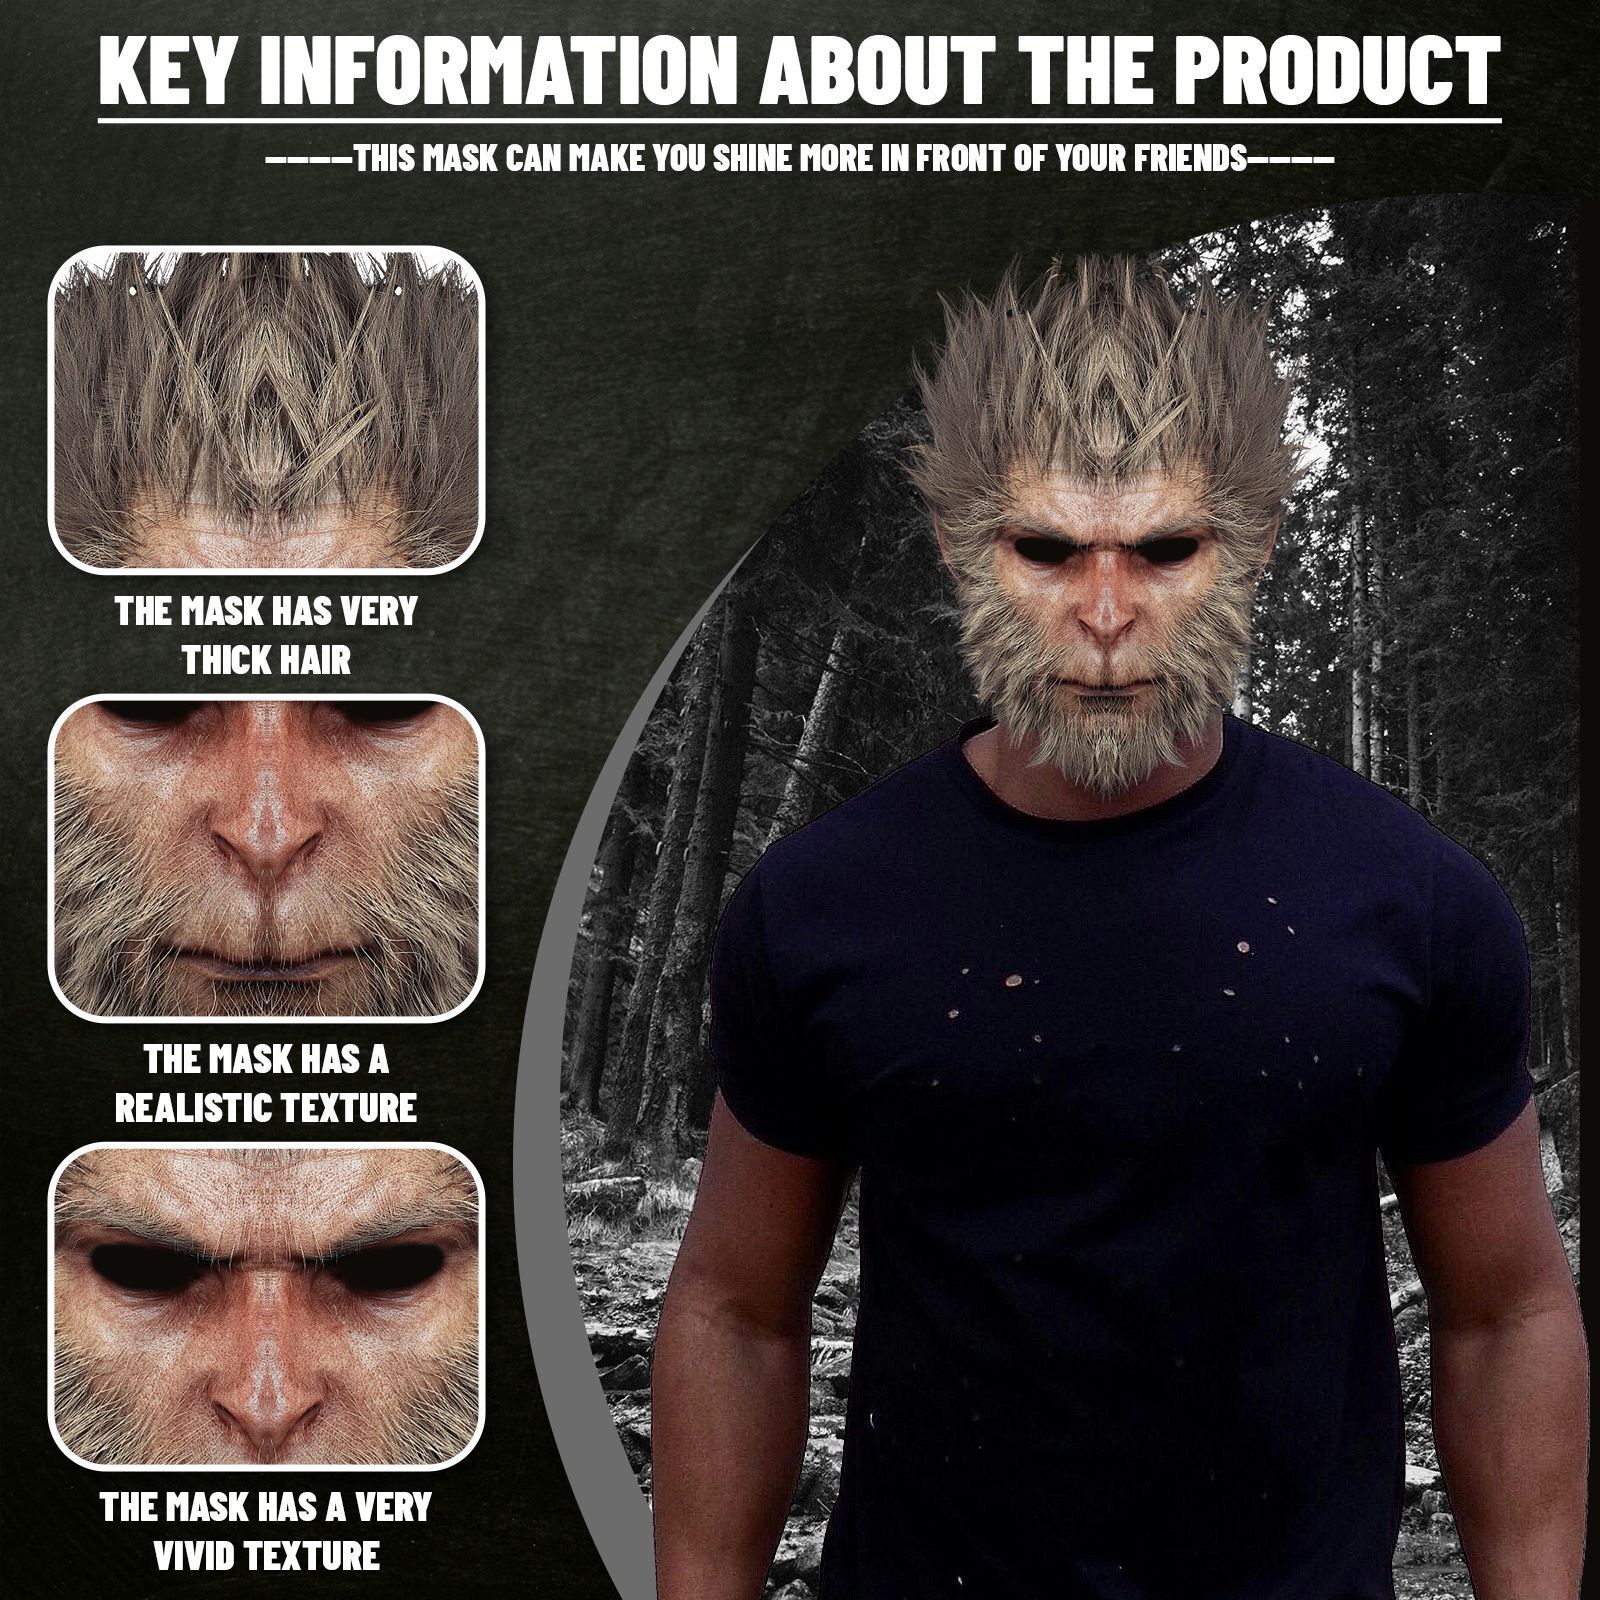 KEY INFORMATION ABOUT THE PRODUCT
----THIS MASK CAN MAKE YOU SHINE MORE IN FRONT OF YOUR FRIENDS----
THE MASK HAS VERY
THICK HAIR
THE MASK HAS A
REALISTIC TEXTURE
THE MASK HAS A VERY
VIVID TEXTURE